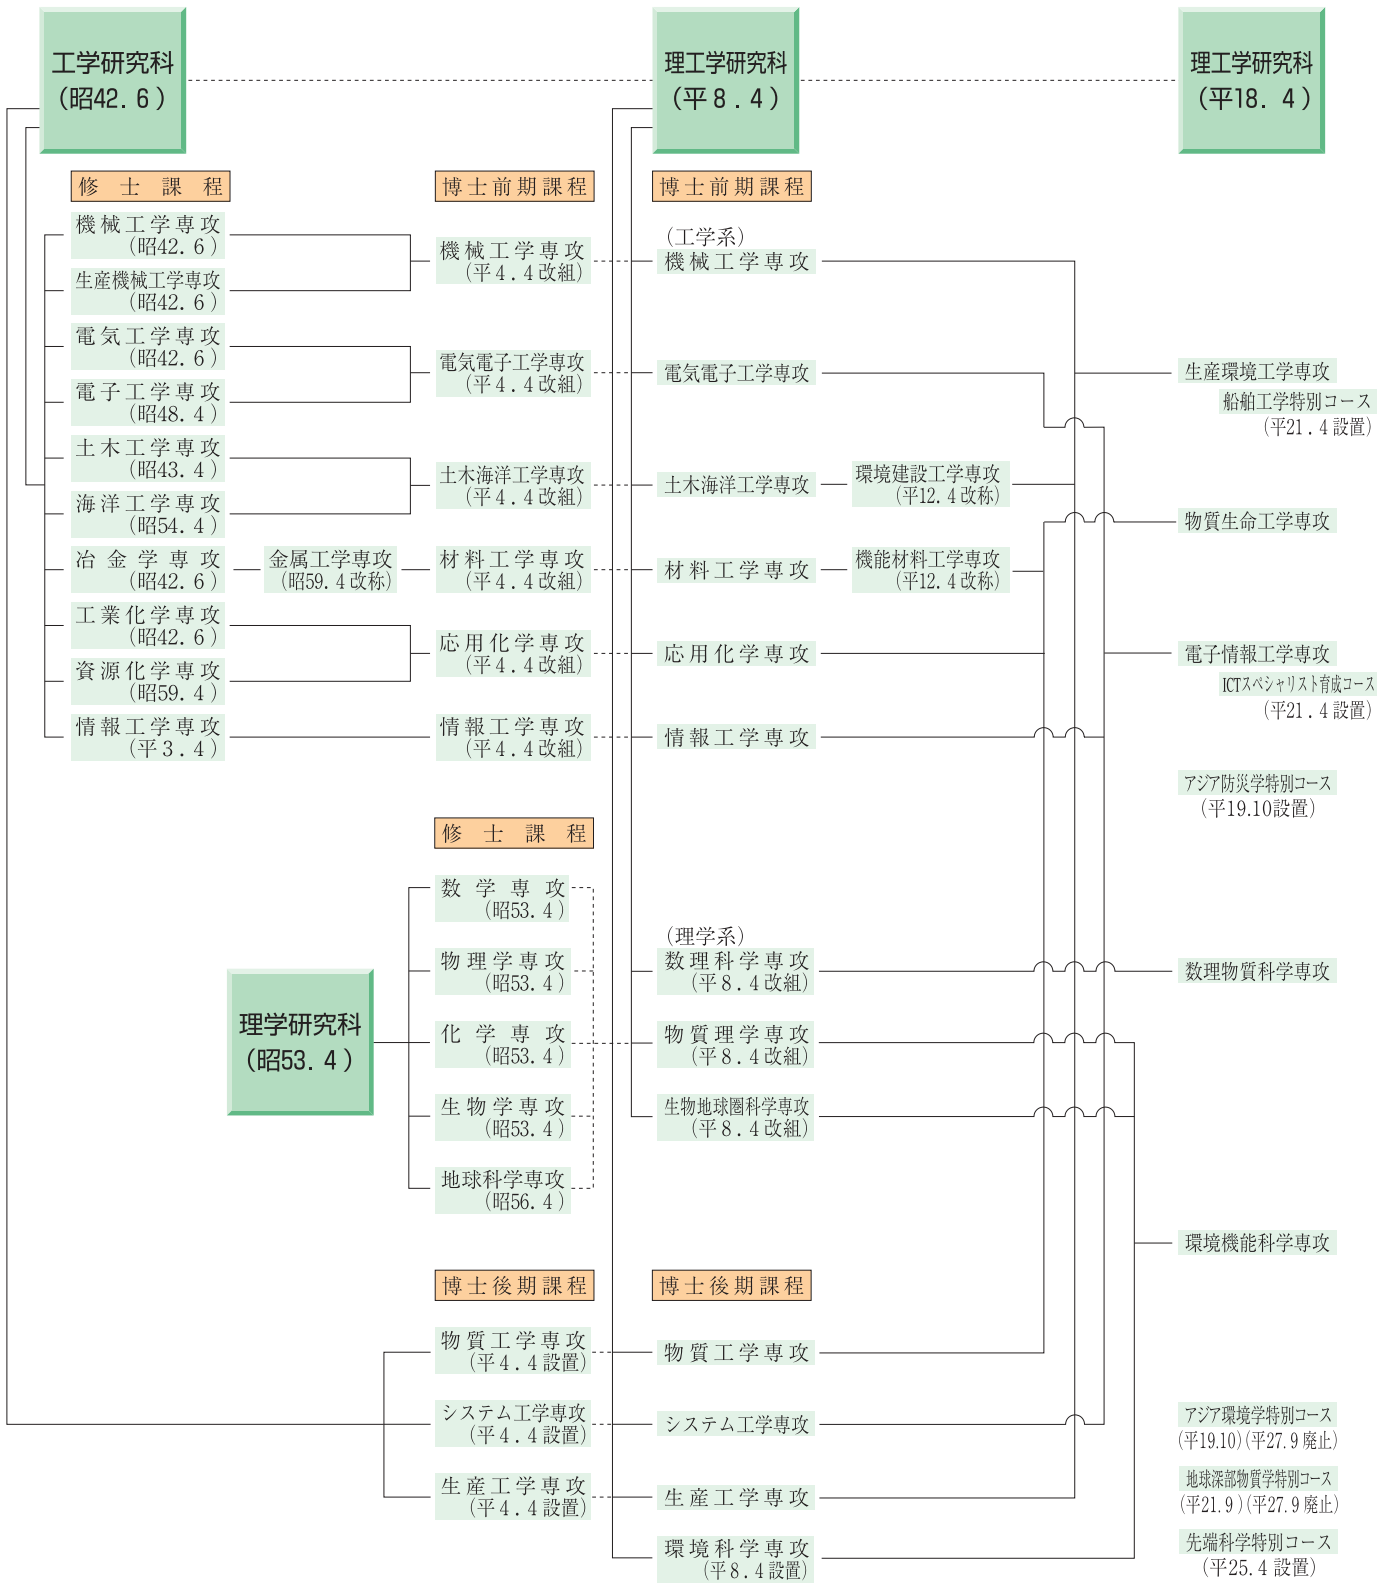 工学研究科
（昭42．6）
理工学研究科
（平８．４）
理工学研究科
（平18．４）
修士課程
博士前期課程
博士前期課程
機械工学専攻
（昭42．6）
生産機械工学専攻
（昭42．6）
電気工学専攻
（昭42．6）
電子工学専攻
（昭48．4）
土木工学専攻
（昭43．4）
海洋工学専攻
（昭54．4）
冶金学専攻
（昭42．6）
金属工学専攻
（昭59．4改称）
工業化学専攻
（昭42．6）
資源化学専攻
（昭59．4）
情報工学専攻
（平３．４）
機械工学専攻
（平４．４改組）
電気電子工学専攻
（平４．４改組）
土木海洋工学専攻
（平４．４改組）
材料工学専攻
（平４．４改組）
応用化学専攻
（平４．４改組）
情報工学専攻
（平４．４改組）
（工学系）
機械工学専攻
電気電子工学専攻
土木海洋工学専攻
環境建設工学専攻
（平12．4改称）
材料工学専攻
機能材料工学専攻
（平12．4改称）
応用化学専攻
情報工学専攻
生産環境工学専攻
船舶工学特別コース
（平21．4設置）
物質生命工学専攻
電子情報工学専攻
ICTスペシャリスト育成コース
（平21．4設置）
アジア防災学特別コース
（平19.10設置）
修士課程
数学専攻
（昭53．4）
物理学専攻
（昭53．4）
化学専攻
（昭53．4）
生物学専攻
（昭53．4）
地球科学専攻
（昭56．4）
理学研究科
（昭53．4）
（理学系）
数理科学専攻
（平８．４改組）
物質理学専攻
（平８．４改組）
生物地球圏科学専攻
（平８．４改組）
数理物質科学専攻
環境機能科学専攻
博士後期課程
博士後期課程
物質工学専攻
（平４．４設置）
システム工学専攻
（平４．４設置）
生産工学専攻
（平４．４設置）
物質工学専攻
システム工学専攻
生産工学専攻
環境科学専攻
（平８．４設置）
アジア環境学特別コース
（平19.10）（平27.9廃止）
地球深部物質学特別コース
（平21.9）（平27.9廃止）
先端科学特別コース
（平25.4設置）